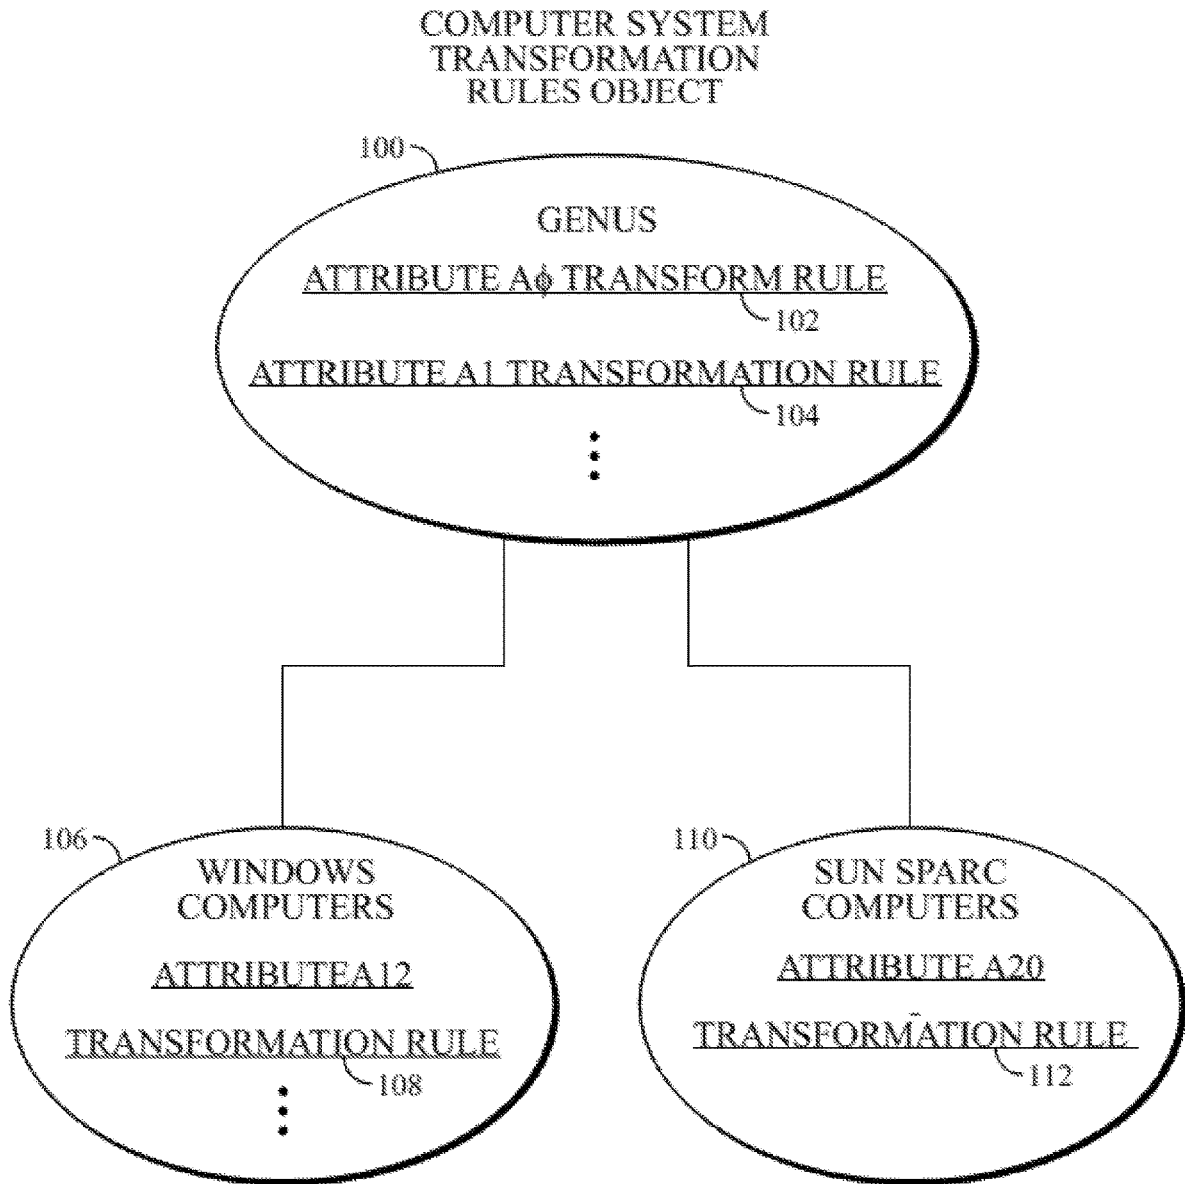 COMPUTER SYSTEM
TRANSFORMATION
RULES OBJECT
100
GENUS
ATTRIBUTE Aϕ TRANSFORM RULE
102
ATTRIBUTE A1 TRANSFORMATION RULE
104
106
WINDOWS
COMPUTERS
ATTRIBUTEA12
TRANSFORMATION RULE
108
110
SUN SPARC
COMPUTERS
ATTRIBUTE A20
TRANSFORMATION RULE
112